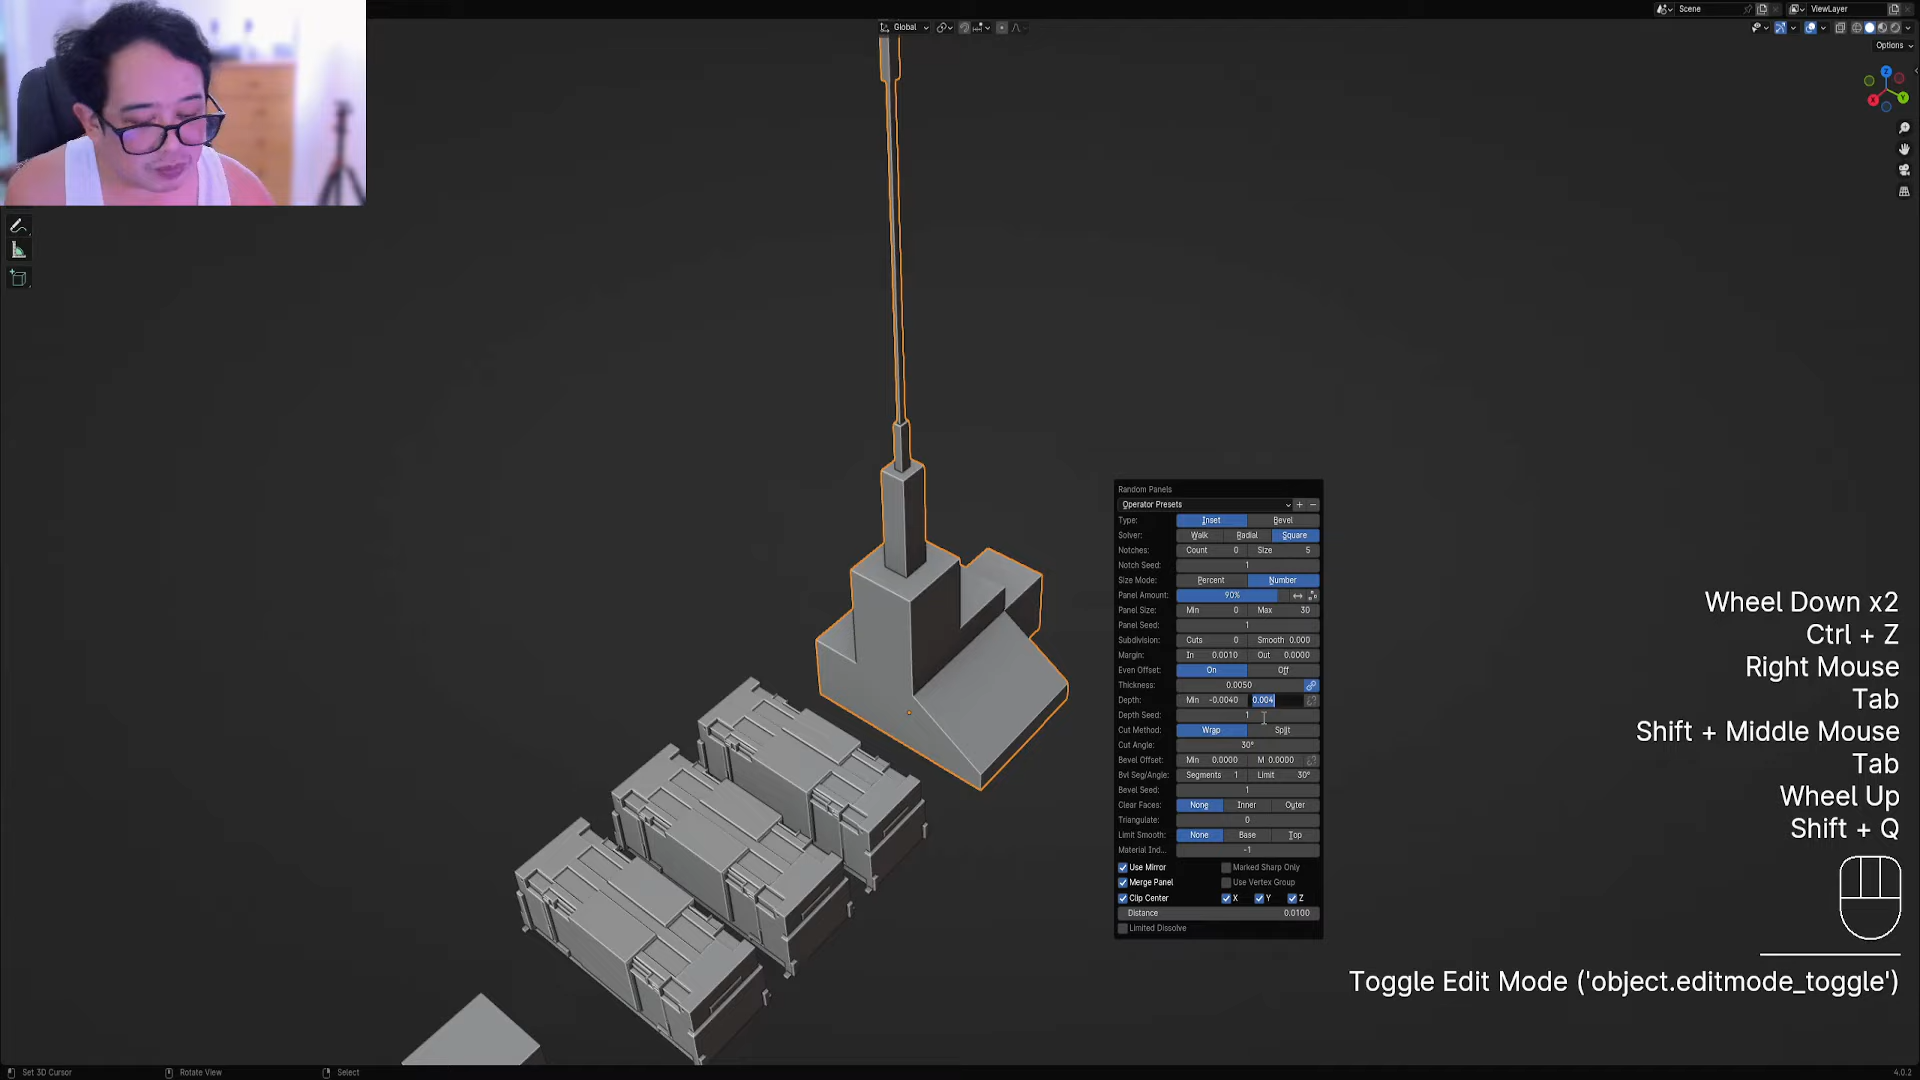 Scene
ViewLayer
Global
Options
Random Panels
Operator Presets
Type: Inset Bevel
Solver: Walk Radial Square
Notches: Count 0 Size 5
Notch Seed: 1
Size Mode: Percent Number
Panel Amount: 90%
Panel Size: Min 0 Max 30
Panel Seed: 1
Subdivision: Cuts 0 Smooth 0.000
Margin: In 0.0010 Out 0.0000
Even Offset: On Off
Thickness: 0.0050
Depth: Min -0.0040 0.004
Depth Seed: 1
Cut Method: Wrap Split
Cut Angle: 30°
Bevel Offset: Min 0.0000 M 0.0000
Bvl Seg/Angle: Segments 1 Limit 30°
Bevel Seed: 1
Clear Faces: None Inner Outer
Triangulate: 0
Limit Smooth: None Base Top
Material Ind... -1
Use Mirror Marked Sharp Only
Merge Panel Use Vertex Group
Clip Center X Y Z
Distance 0.0100
Limited Dissolve
Wheel Down x2
Ctrl + Z
Right Mouse
Tab
Shift + Middle Mouse
Tab
Wheel Up
Shift + Q
Toggle Edit Mode ('object.editmode_toggle')
Set 3D Cursor Rotate View Select 4.0.2